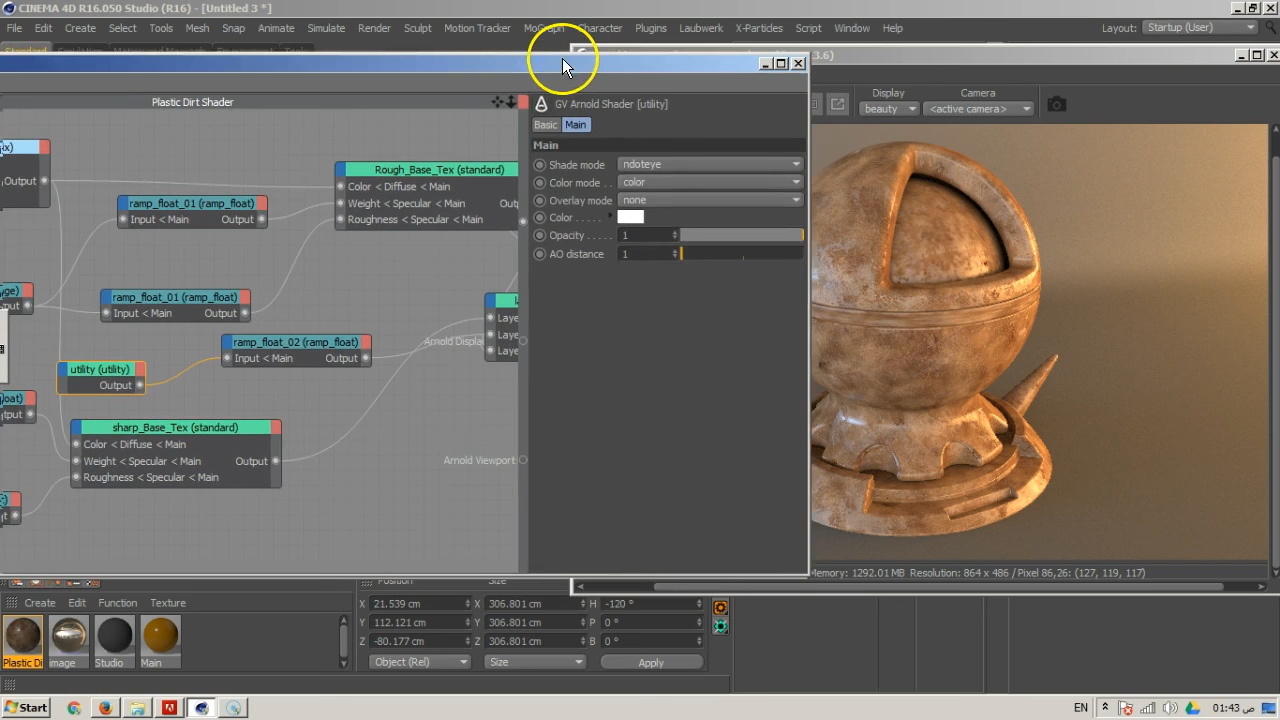 CINEMA 4D R16.050 Studio (R16) - [Untitled 3 *]
File Edit Create Select Tools Mesh Snap Animate Simulate Render Sculpt Motion Tracker MoGraph Character Plugins Laubwerk X-Particles Script Window Help Layout: Startup (User)
Plastic Dirt Shader
Output
Rough_Base_Tex (standard)
Color < Diffuse < Main
Weight < Specular < Main
Roughness < Specular < Main
ramp_float_01 (ramp_float)
Input < Main Output
ramp_float_01 (ramp_float)
Input < Main Output
ramp_float_02 (ramp_float)
Input < Main Output
utility (utility)
Output
sharp_Base_Tex (standard)
Color < Diffuse < Main
Weight < Specular < Main Output
Roughness < Specular < Main
Arnold Viewport
GV Arnold Shader [utility]
Basic Main
Main
Shade mode ndoteye
Color mode . . color
Overlay mode none
Color . . . . .
Opacity . . . . . 1
AO distance 1
Display Camera
beauty <active camera>
Memory: 1292.01 MB Resolution: 864 x 486 / Pixel 86,26: (127, 119, 117)
Create Edit Function Texture
Plastic Di image Studio Main
Position Size
X 21.539 cm X 306.801 cm H -120 °
Y 112.121 cm Y 306.801 cm P 0 °
Z -80.177 cm Z 306.801 cm B 0 °
Object (Rel) Size Apply
Start EN 01:43 ص